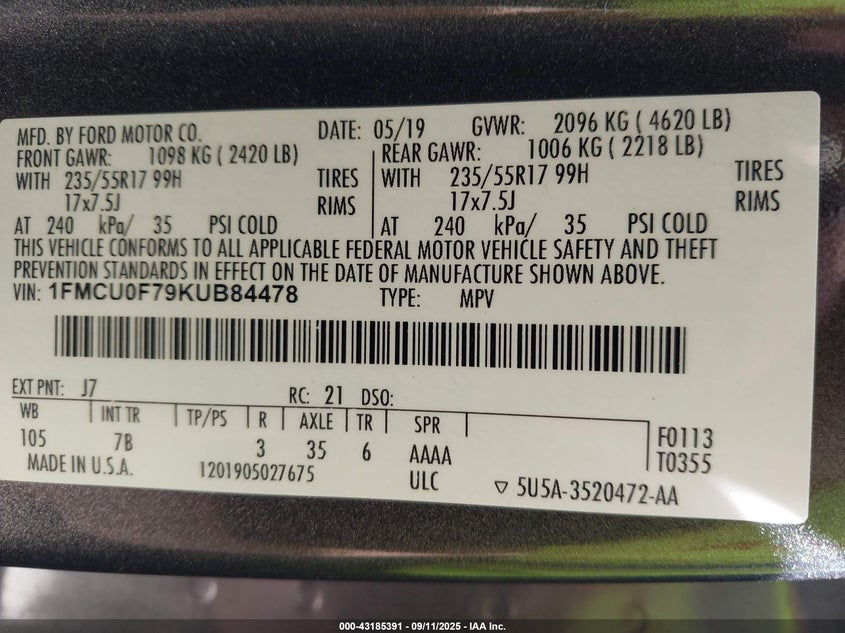 MFD. BY FORD MOTOR CO. DATE: 05/19 GVWR: 2096 KG ( 4620 LB)
FRONT GAWR: 1098 KG ( 2420 LB) REAR GAWR: 1006 KG ( 2218 LB)
WITH 235/55R17 99H TIRES WITH 235/55R17 99H TIRES
17x7.5J RIMS 17x7.5J RIMS
AT 240 kPa/ 35 PSI COLD AT 240 kPa/ 35 PSI COLD
THIS VEHICLE CONFORMS TO ALL APPLICABLE FEDERAL MOTOR VEHICLE SAFETY AND THEFT
PREVENTION STANDARDS IN EFFECT ON THE DATE OF MANUFACTURE SHOWN ABOVE.
VIN: 1FMCU0F79KUB84478 TYPE: MPV
EXT PNT: J7 RC: 21 DSO:
WB INT TR TP/PS R AXLE TR SPR F0113
105 7B 3 35 6 AAAA T0355
MADE IN U.S.A. 1201905027675 ULC ▽ 5U5A-3520472-AA
000-43185391 - 09/11/2025 - IAA Inc.